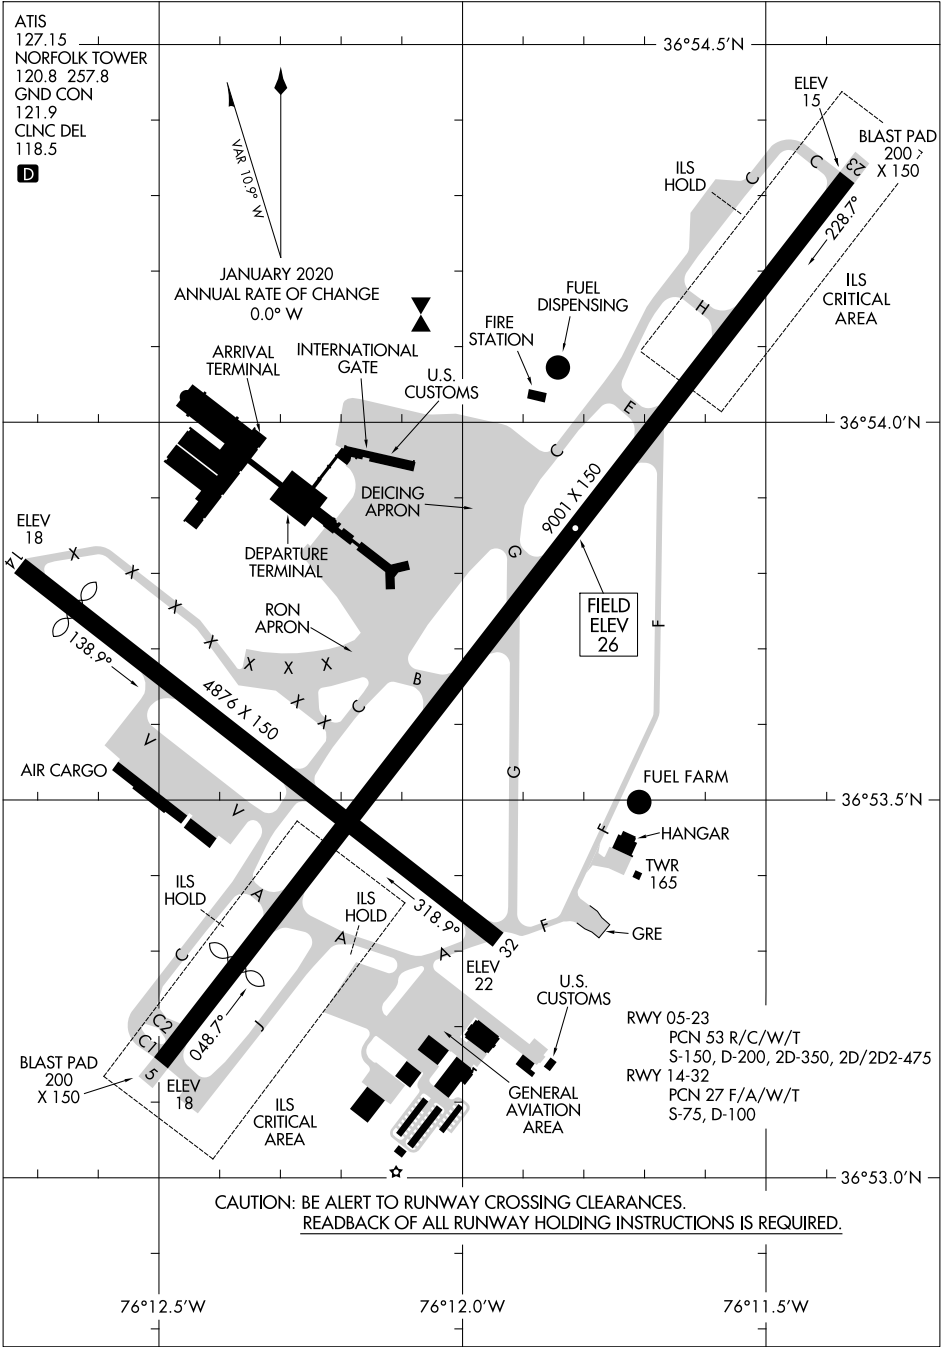 ATIS
127.15
NORFOLK TOWER
120.8 257.8
GND CON
121.9
CLNC DEL
118.5
D
36°54.5'N
VAR 10.9° W
JANUARY 2020
ANNUAL RATE OF CHANGE
0.0° W
ELEV
15
BLAST PAD
200
X 150
23
C
C
ILS
HOLD
228.7°
ILS
CRITICAL
AREA
H
FUEL
DISPENSING
FIRE
STATION
ARRIVAL
TERMINAL
INTERNATIONAL
GATE
U.S.
CUSTOMS
E
36°54.0'N
C
9001 X 150
DEICING
APRON
ELEV
18
14
X
X
X
X
X
X
X
X
X
DEPARTURE
TERMINAL
G
FIELD
ELEV
26
F
RON
APRON
138.9°
B
C
4876 X 150
V
V
AIR CARGO
G
FUEL FARM
36°53.5'N
F
HANGAR
TWR
165
ILS
HOLD
A
ILS
HOLD
318.9°
A
A
F
GRE
32
ELEV
22
C
U.S.
CUSTOMS
C2
C1
J
048.7°
5
BLAST PAD
200
X 150
ELEV
18
ILS
CRITICAL
AREA
GENERAL
AVIATION
AREA
RWY 05-23
PCN 53 R/C/W/T
S-150, D-200, 2D-350, 2D/2D2-475
RWY 14-32
PCN 27 F/A/W/T
S-75, D-100
36°53.0'N
CAUTION: BE ALERT TO RUNWAY CROSSING CLEARANCES.
READBACK OF ALL RUNWAY HOLDING INSTRUCTIONS IS REQUIRED.
76°12.5'W
76°12.0'W
76°11.5'W